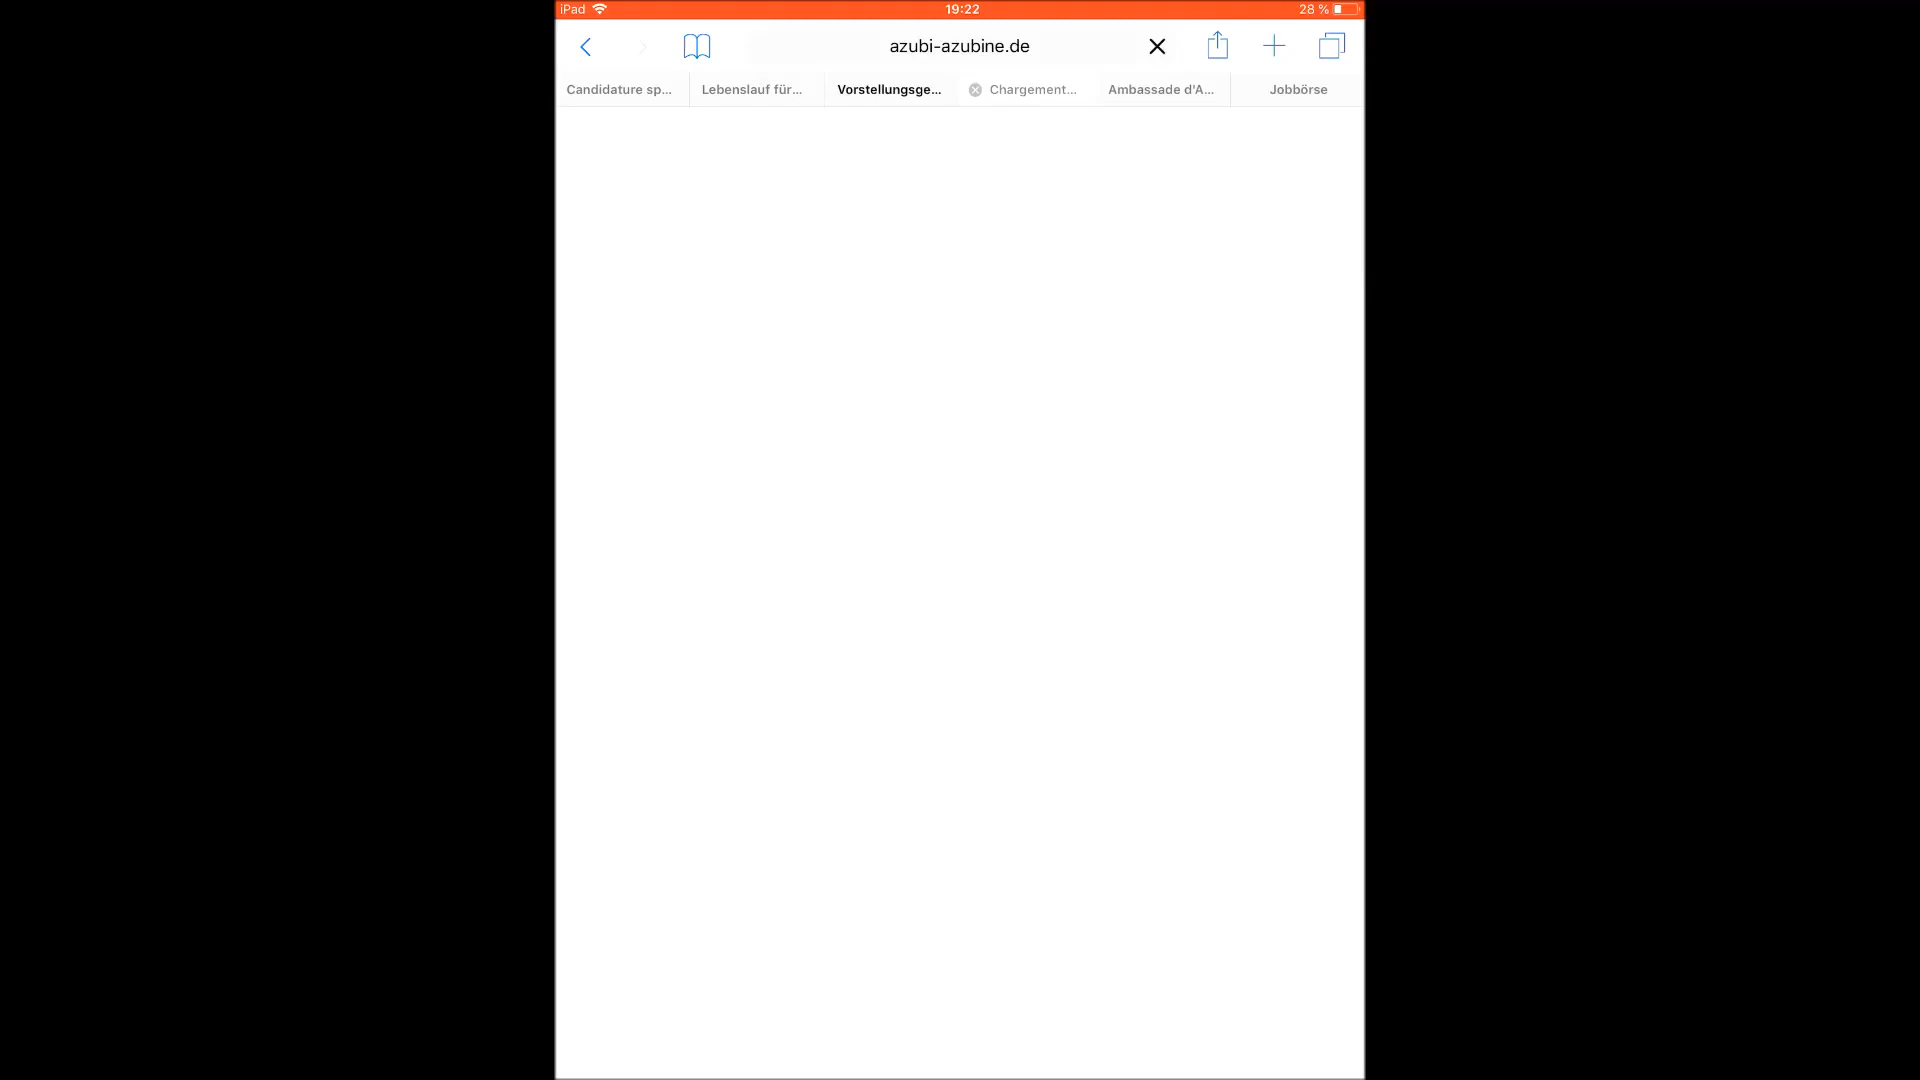 iPad 19:22 28 %
azubi-azubine.de
Candidature sp... Lebenslauf für... Vorstellungsge... Chargement... Ambassade d'A... Jobbörse